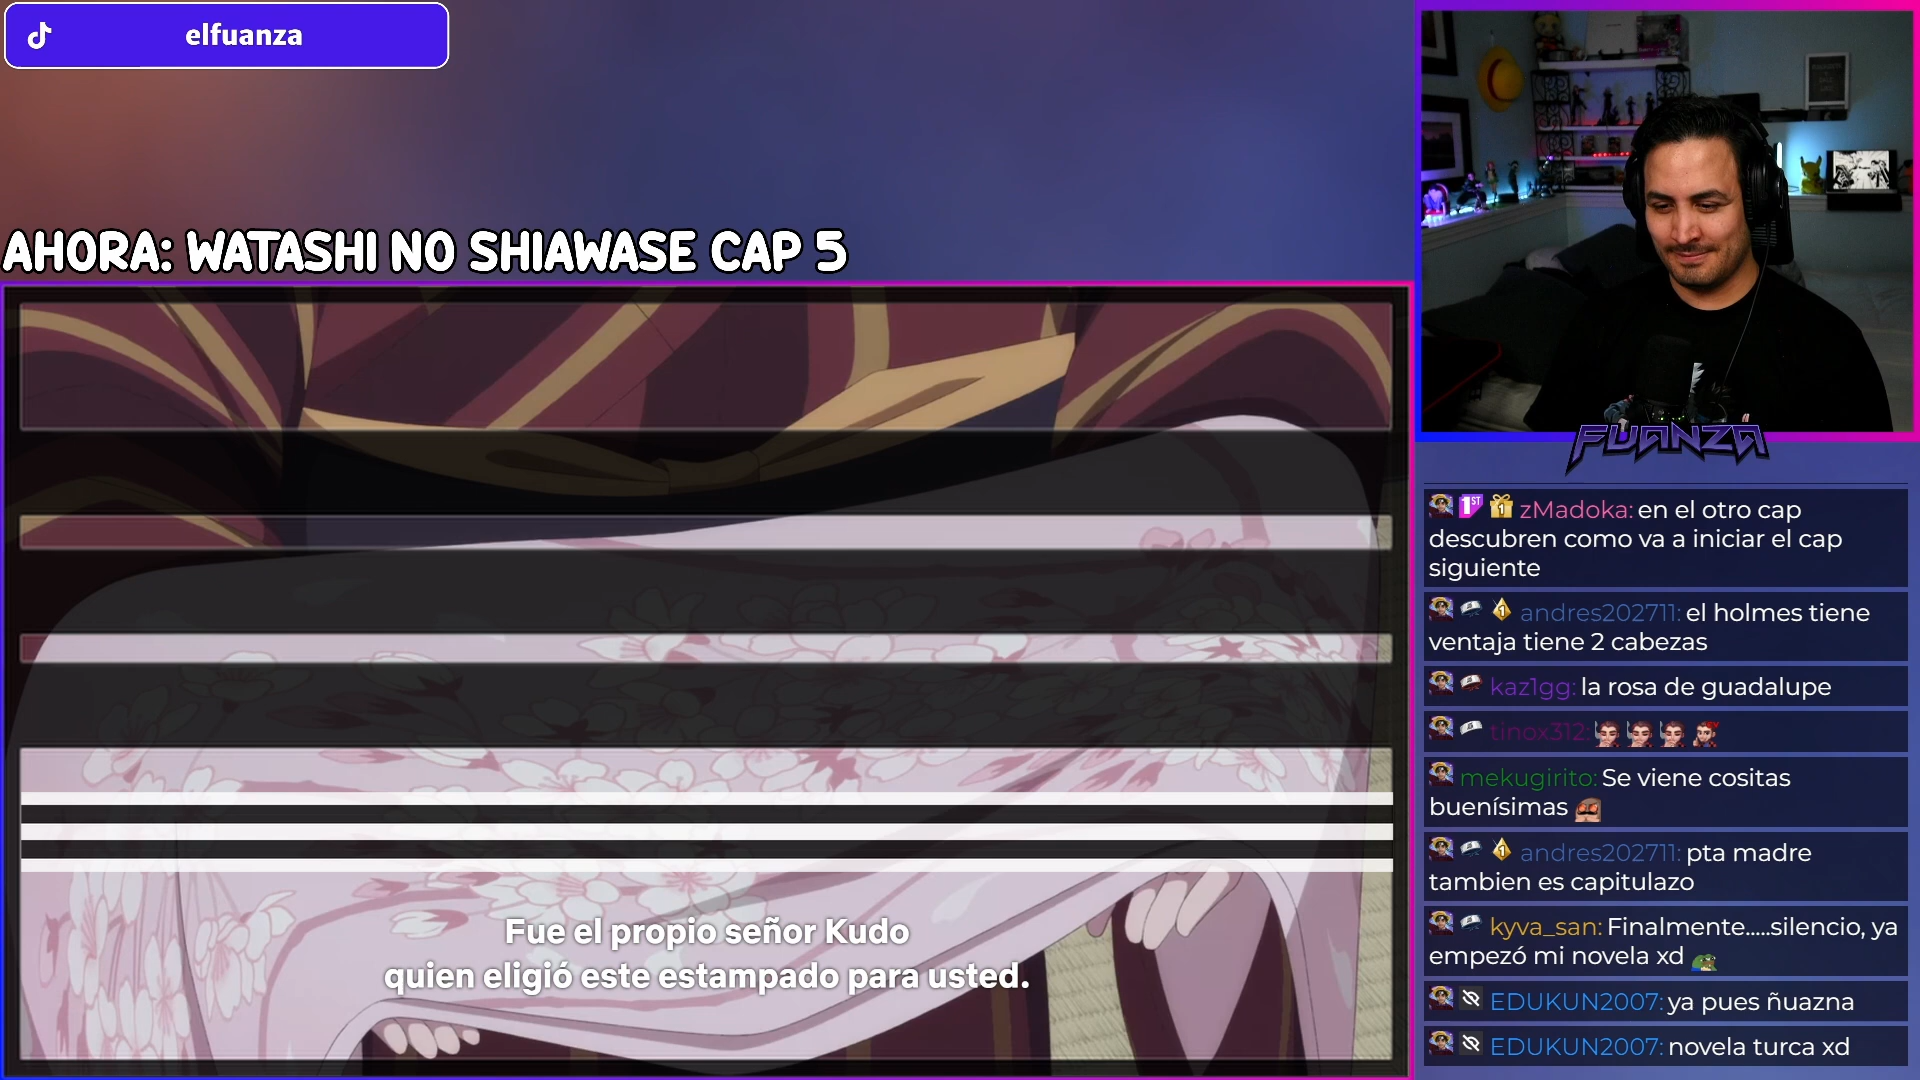 elfuanza
AHORA: WATASHI NO SHIAWASE CAP 5
Fue el propio señor Kudo
quien eligió este estampado para usted.
FUANZA
zMadoka: en el otro cap
descubren como va a iniciar el cap
siguiente
andres202711: el holmes tiene
ventaja tiene 2 cabezas
kaz1gg: la rosa de guadalupe
tinox312:
mekugirito: Se viene cositas
buenísimas
andres202711: pta madre
tambien es capitulazo
kyva_san: Finalmente.....silencio, ya
empezó mi novela xd
EDUKUN2007: ya pues ñuazna
EDUKUN2007: novela turca xd